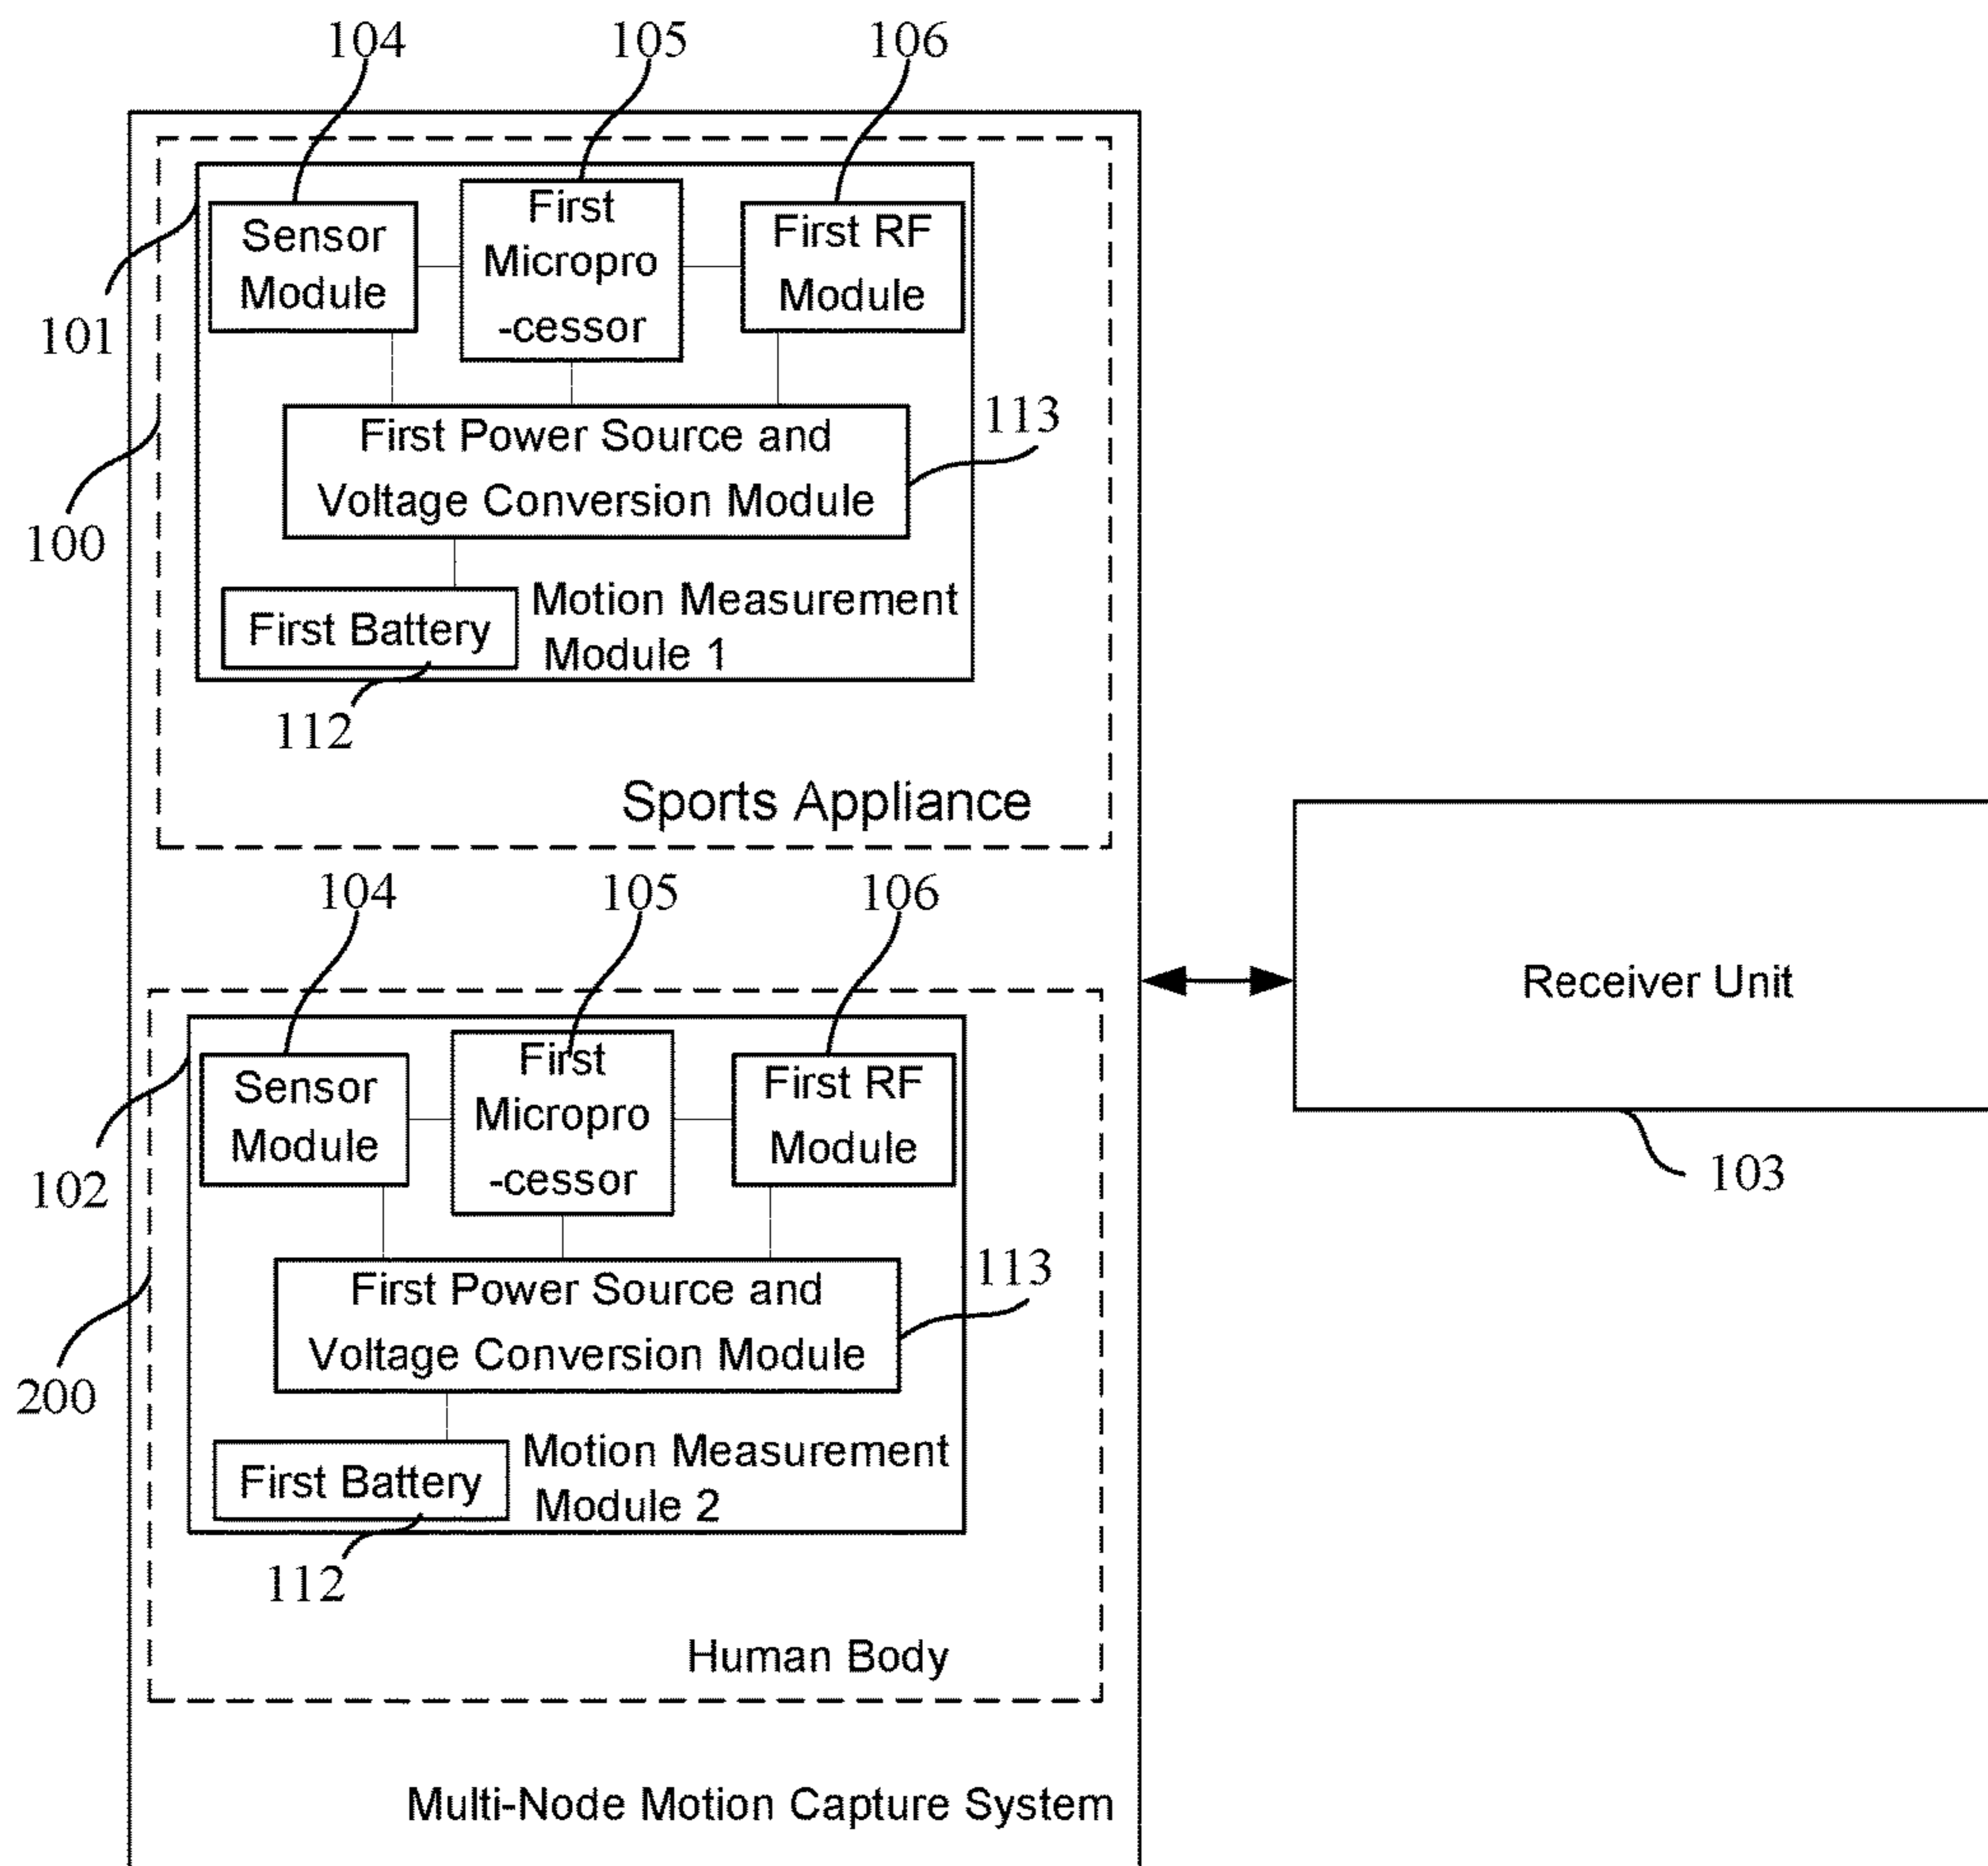 104
105
106
Sensor
Module
First
Micropro
-cessor
First RF
Module
101
First Power Source and
Voltage Conversion Module
113
100
First Battery
Motion Measurement
Module 1
112
Sports Appliance
104
105
106
Sensor
Module
First
Micropro
-cessor
First RF
Module
102
First Power Source and
Voltage Conversion Module
113
200
First Battery
Motion Measurement
Module 2
112
Human Body
Multi-Node Motion Capture System
Receiver Unit
103